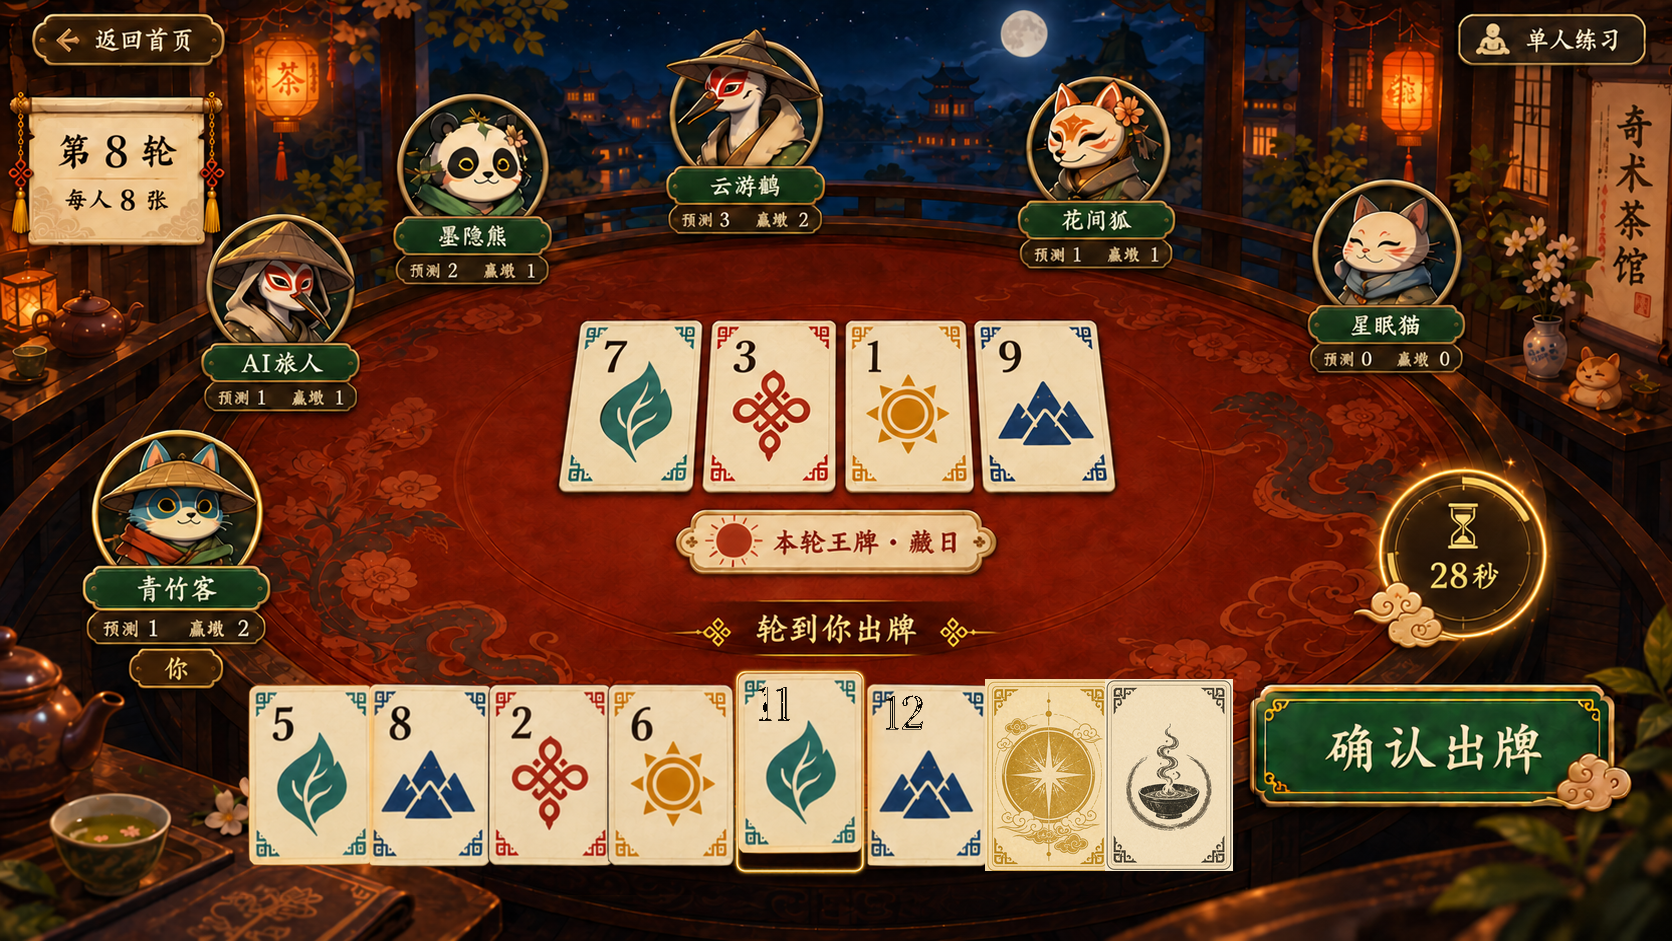 返回首页
单人练习
第8轮
每人8张
茶
奇术茶馆
云游鹤
预测 3 赢墩 2
墨隐熊
预测 2 赢墩 1
花间狐
预测 1 赢墩 1
星眠猫
预测 0 赢墩 0
AI旅人
预测 1 赢墩 1
青竹客
预测 1 赢墩 2
你
7
3
1
9
本轮王牌·藏日
轮到你出牌
28秒
5
8
2
6
11
12
确认出牌